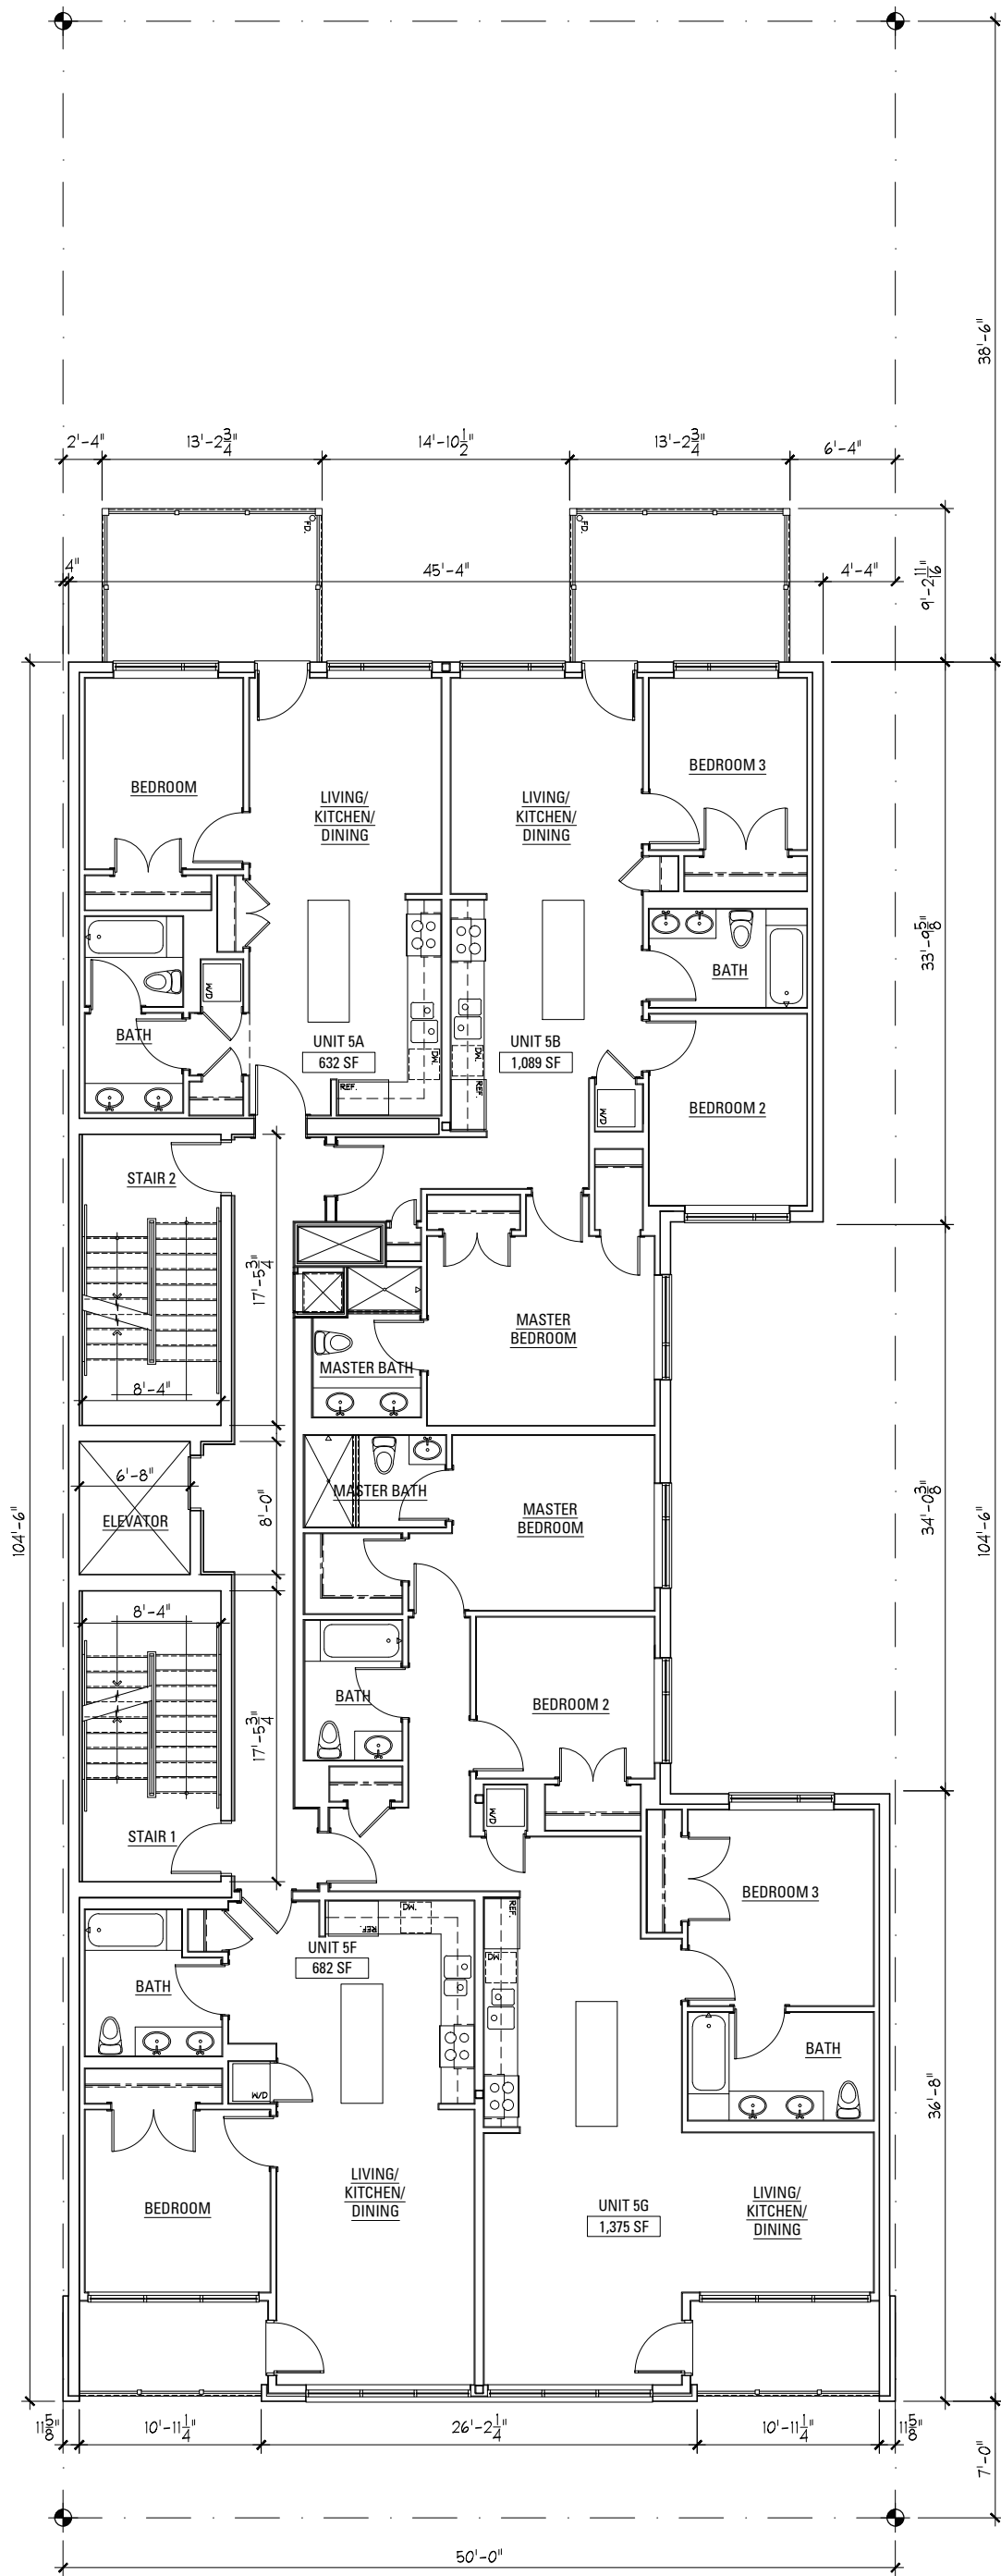 38'-6"
2'-4"
13'-2 3/4"
14'-10 1/2"
13'-2 3/4"
6'-4"
FD.
FD.
4"
45'-4"
4'-4"
9'-2 11/16"
BEDROOM
LIVING/
KITCHEN/
DINING
LIVING/
KITCHEN/
DINING
BEDROOM 3
33'-9 5/8"
BATH
W/D
BATH
UNIT 5A
632 SF
DW.
REF.
UNIT 5B
1,089 SF
DW.
REF.
W/D
BEDROOM 2
STAIR 2
17'-5 3/4"
8'-4"
MASTER
BEDROOM
MASTER BATH
6'-8"
ELEVATOR
8'-0"
MASTER BATH
MASTER
BEDROOM
104'-6"
34'-0 3/8"
104'-6"
8'-4"
17'-5 3/4"
BATH
BEDROOM 2
W/D
STAIR 1
BEDROOM 3
UNIT 5F
682 SF
REF.
DW.
REF.
DW.
BATH
W/D
BATH
36'-8"
BEDROOM
LIVING/
KITCHEN/
DINING
UNIT 5G
1,375 SF
LIVING/
KITCHEN/
DINING
11 5/8"
10'-11 1/4"
26'-2 1/4"
10'-11 1/4"
11 5/8"
7'-0"
50'-0"